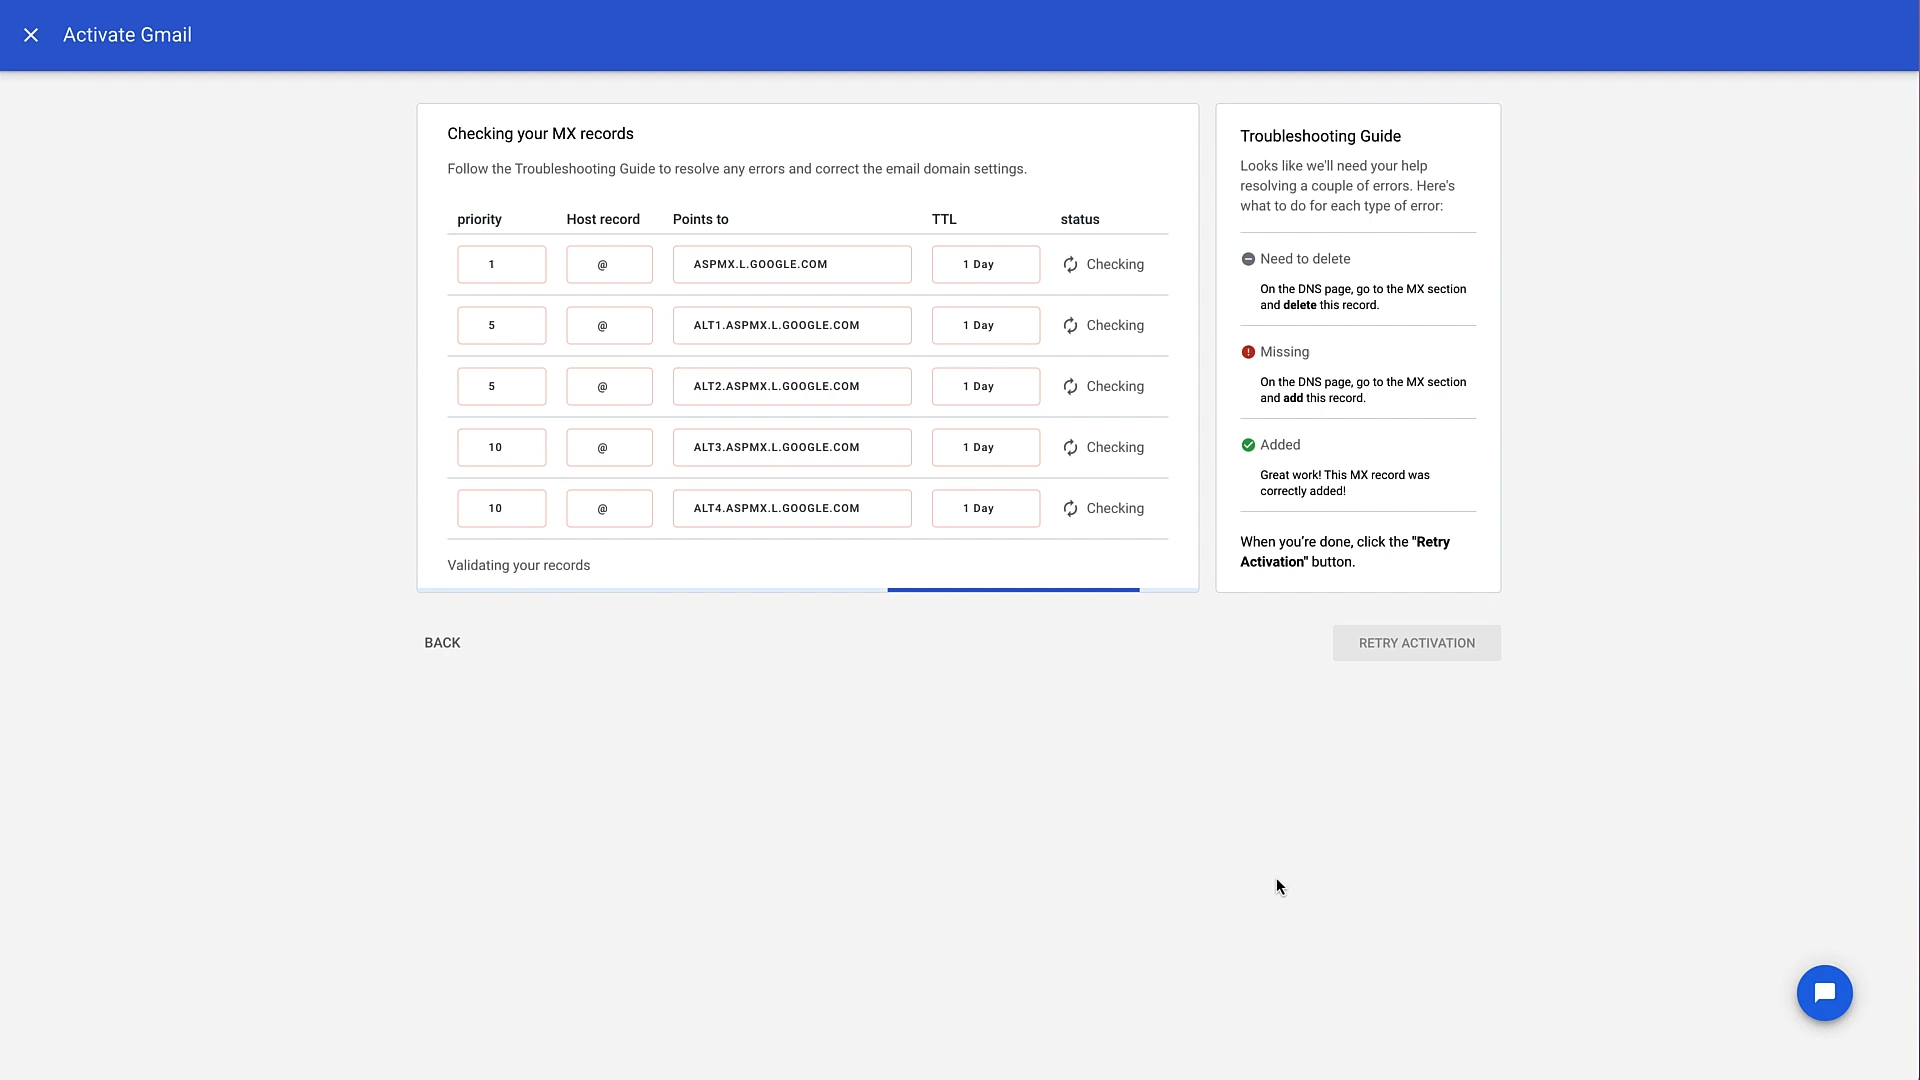 Activate Gmail
Checking your MX records
Follow the Troubleshooting Guide to resolve any errors and correct the email domain settings.
priority Host record Points to TTL status
1 @ ASPMX.L.GOOGLE.COM 1 Day Checking
5 @ ALT1.ASPMX.L.GOOGLE.COM 1 Day Checking
5 @ ALT2.ASPMX.L.GOOGLE.COM 1 Day Checking
10 @ ALT3.ASPMX.L.GOOGLE.COM 1 Day Checking
10 @ ALT4.ASPMX.L.GOOGLE.COM 1 Day Checking
Validating your records
Troubleshooting Guide
Looks like we'll need your help
resolving a couple of errors. Here's
what to do for each type of error:
Need to delete
On the DNS page, go to the MX section
and delete this record.
Missing
On the DNS page, go to the MX section
and add this record.
Added
Great work! This MX record was
correctly added!
When you're done, click the "Retry
Activation" button.
BACK
RETRY ACTIVATION